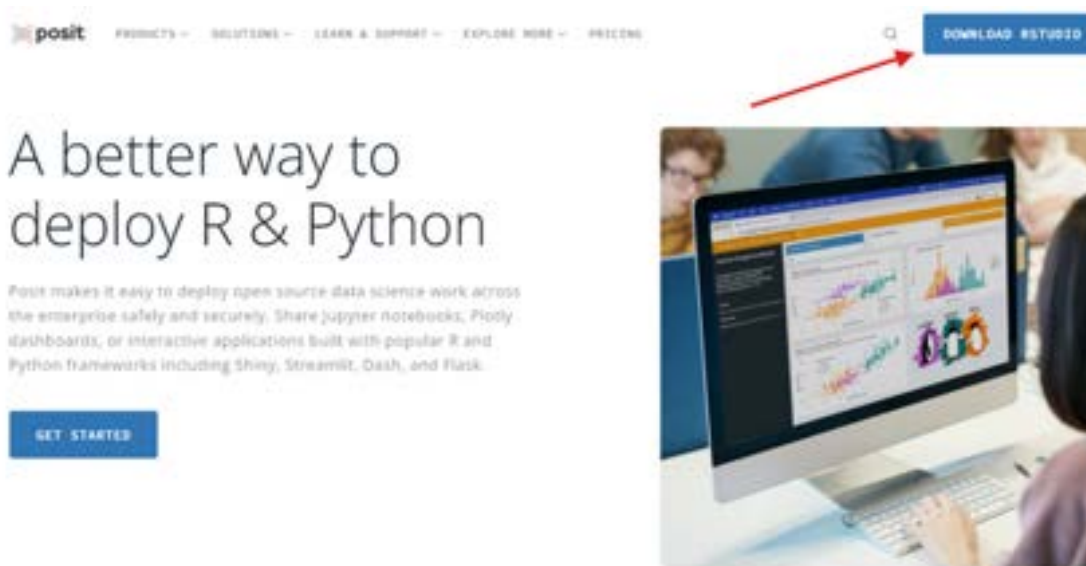 posit PRODUCTS SOLUTIONS LEARN & SUPPORT EXPLORE MORE PRICING DOWNLOAD RSTUDIO
A better way to
deploy R & Python
Posit makes it easy to deploy open source data science work across
the enterprise safely and securely. Share Jupyter notebooks, Plotly
dashboards, or interactive applications built with popular R and
Python frameworks including Shiny, Streamlit, Dash, and Flask.
GET STARTED